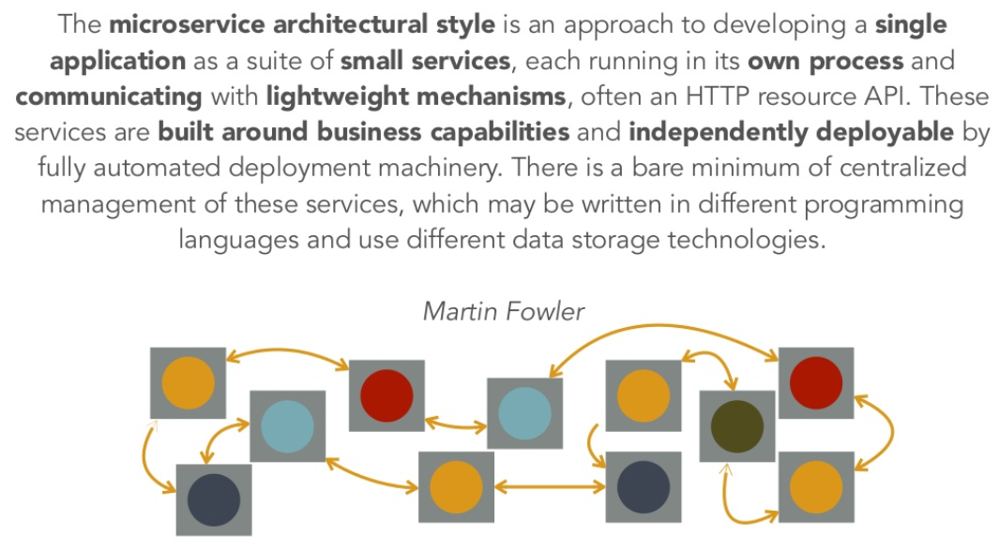 The microservice architectural style is an approach to developing a single
application as a suite of small services, each running in its own process and
communicating with lightweight mechanisms, often an HTTP resource API. These
services are built around business capabilities and independently deployable by
fully automated deployment machinery. There is a bare minimum of centralized
management of these services, which may be written in different programming
languages and use different data storage technologies.
Martin Fowler